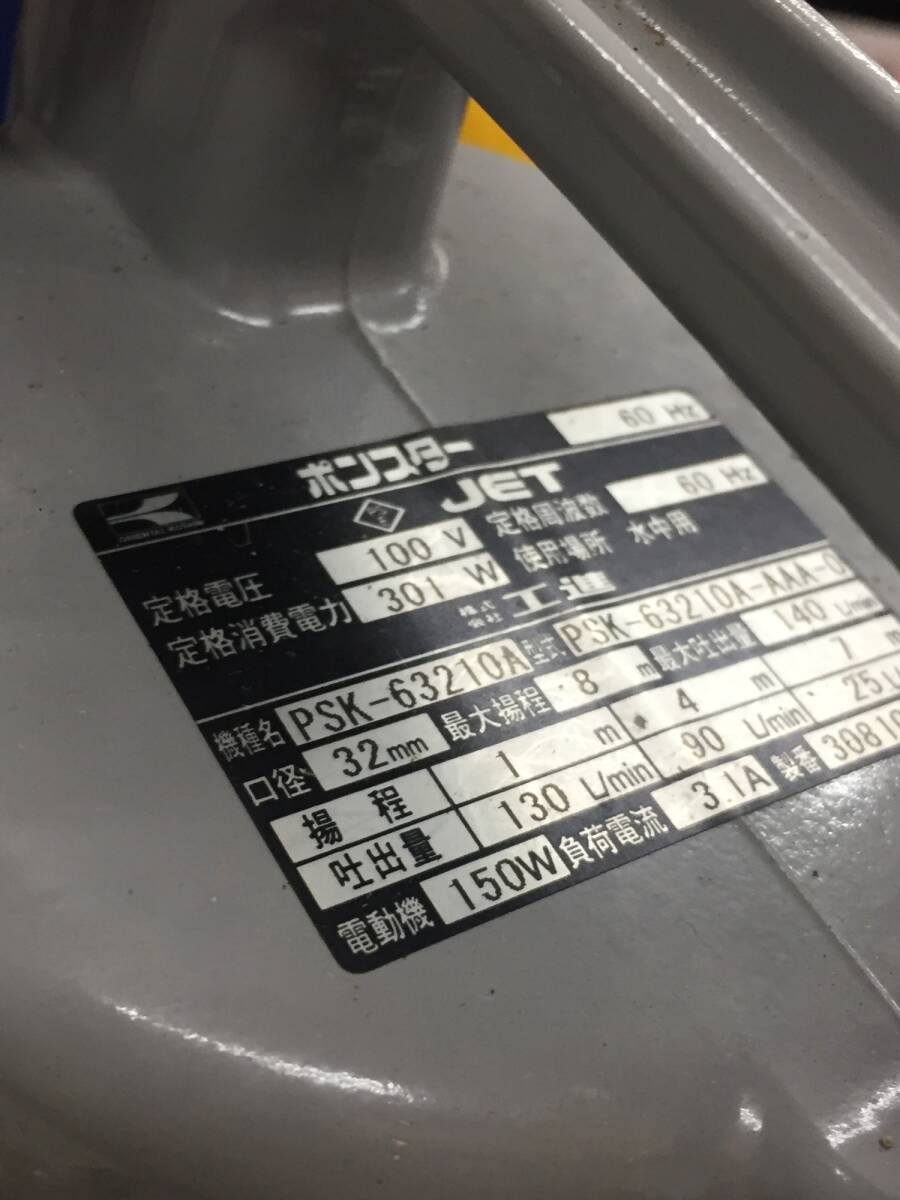 ポンスター 60 Hz
JET 定格周波数 60 Hz
定格電圧 100 V 使用場所 水中用
定格消費電力 301 W 株式会社 工進
機種名 PSK-63210A 型式 PSK-63210A-AAA-0
口径 32mm 最大揚程 8 m 最大吐出量 140 L/min
揚程 1 m 4 m 7 m
吐出量 130 L/min 90 L/min 25 L/
電動機 150W 負荷電流 3.1A 製番 3081